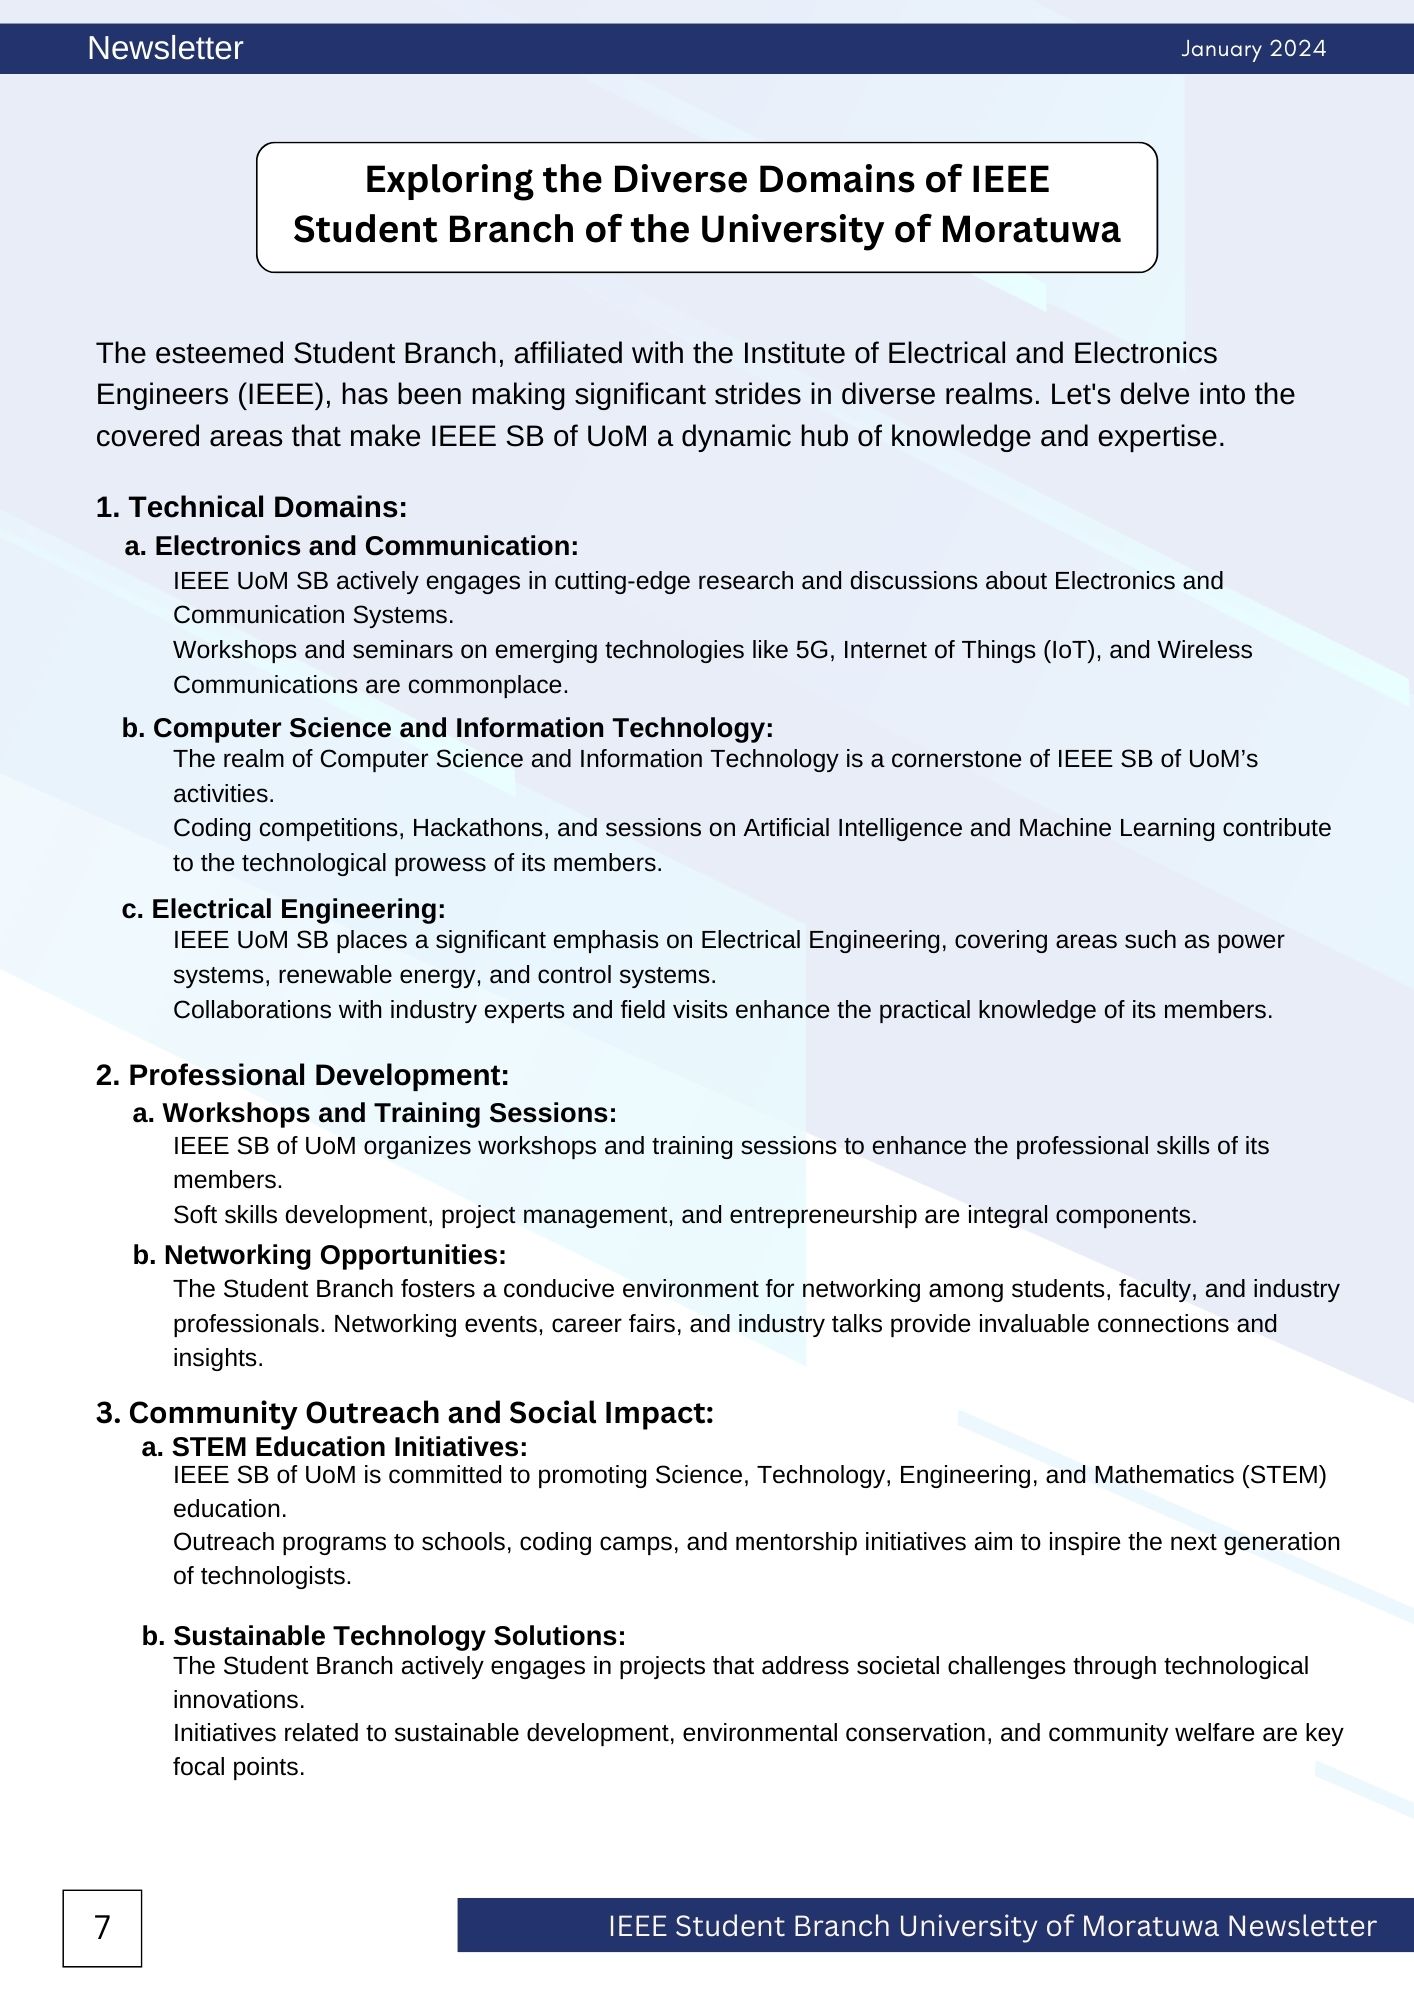 Newsletter
January 2024
Exploring the Diverse Domains of IEEE
Student Branch of the University of Moratuwa
The esteemed Student Branch, affiliated with the Institute of Electrical and Electronics
Engineers (IEEE), has been making significant strides in diverse realms. Let's delve into the
covered areas that make IEEE SB of UoM a dynamic hub of knowledge and expertise.
1. Technical Domains:
a. Electronics and Communication:
IEEE UoM SB actively engages in cutting-edge research and discussions about Electronics and
Communication Systems.
Workshops and seminars on emerging technologies like 5G, Internet of Things (IoT), and Wireless
Communications are commonplace.
b. Computer Science and Information Technology:
The realm of Computer Science and Information Technology is a cornerstone of IEEE SB of UoM’s
activities.
Coding competitions, Hackathons, and sessions on Artificial Intelligence and Machine Learning contribute
to the technological prowess of its members.
c. Electrical Engineering:
IEEE UoM SB places a significant emphasis on Electrical Engineering, covering areas such as power
systems, renewable energy, and control systems.
Collaborations with industry experts and field visits enhance the practical knowledge of its members.
2. Professional Development:
a. Workshops and Training Sessions:
IEEE SB of UoM organizes workshops and training sessions to enhance the professional skills of its
members.
Soft skills development, project management, and entrepreneurship are integral components.
b. Networking Opportunities:
The Student Branch fosters a conducive environment for networking among students, faculty, and industry
professionals. Networking events, career fairs, and industry talks provide invaluable connections and
insights.
3. Community Outreach and Social Impact:
a. STEM Education Initiatives:
IEEE SB of UoM is committed to promoting Science, Technology, Engineering, and Mathematics (STEM)
education.
Outreach programs to schools, coding camps, and mentorship initiatives aim to inspire the next generation
of technologists.
b. Sustainable Technology Solutions:
The Student Branch actively engages in projects that address societal challenges through technological
innovations.
Initiatives related to sustainable development, environmental conservation, and community welfare are key
focal points.
7
IEEE Student Branch University of Moratuwa Newsletter